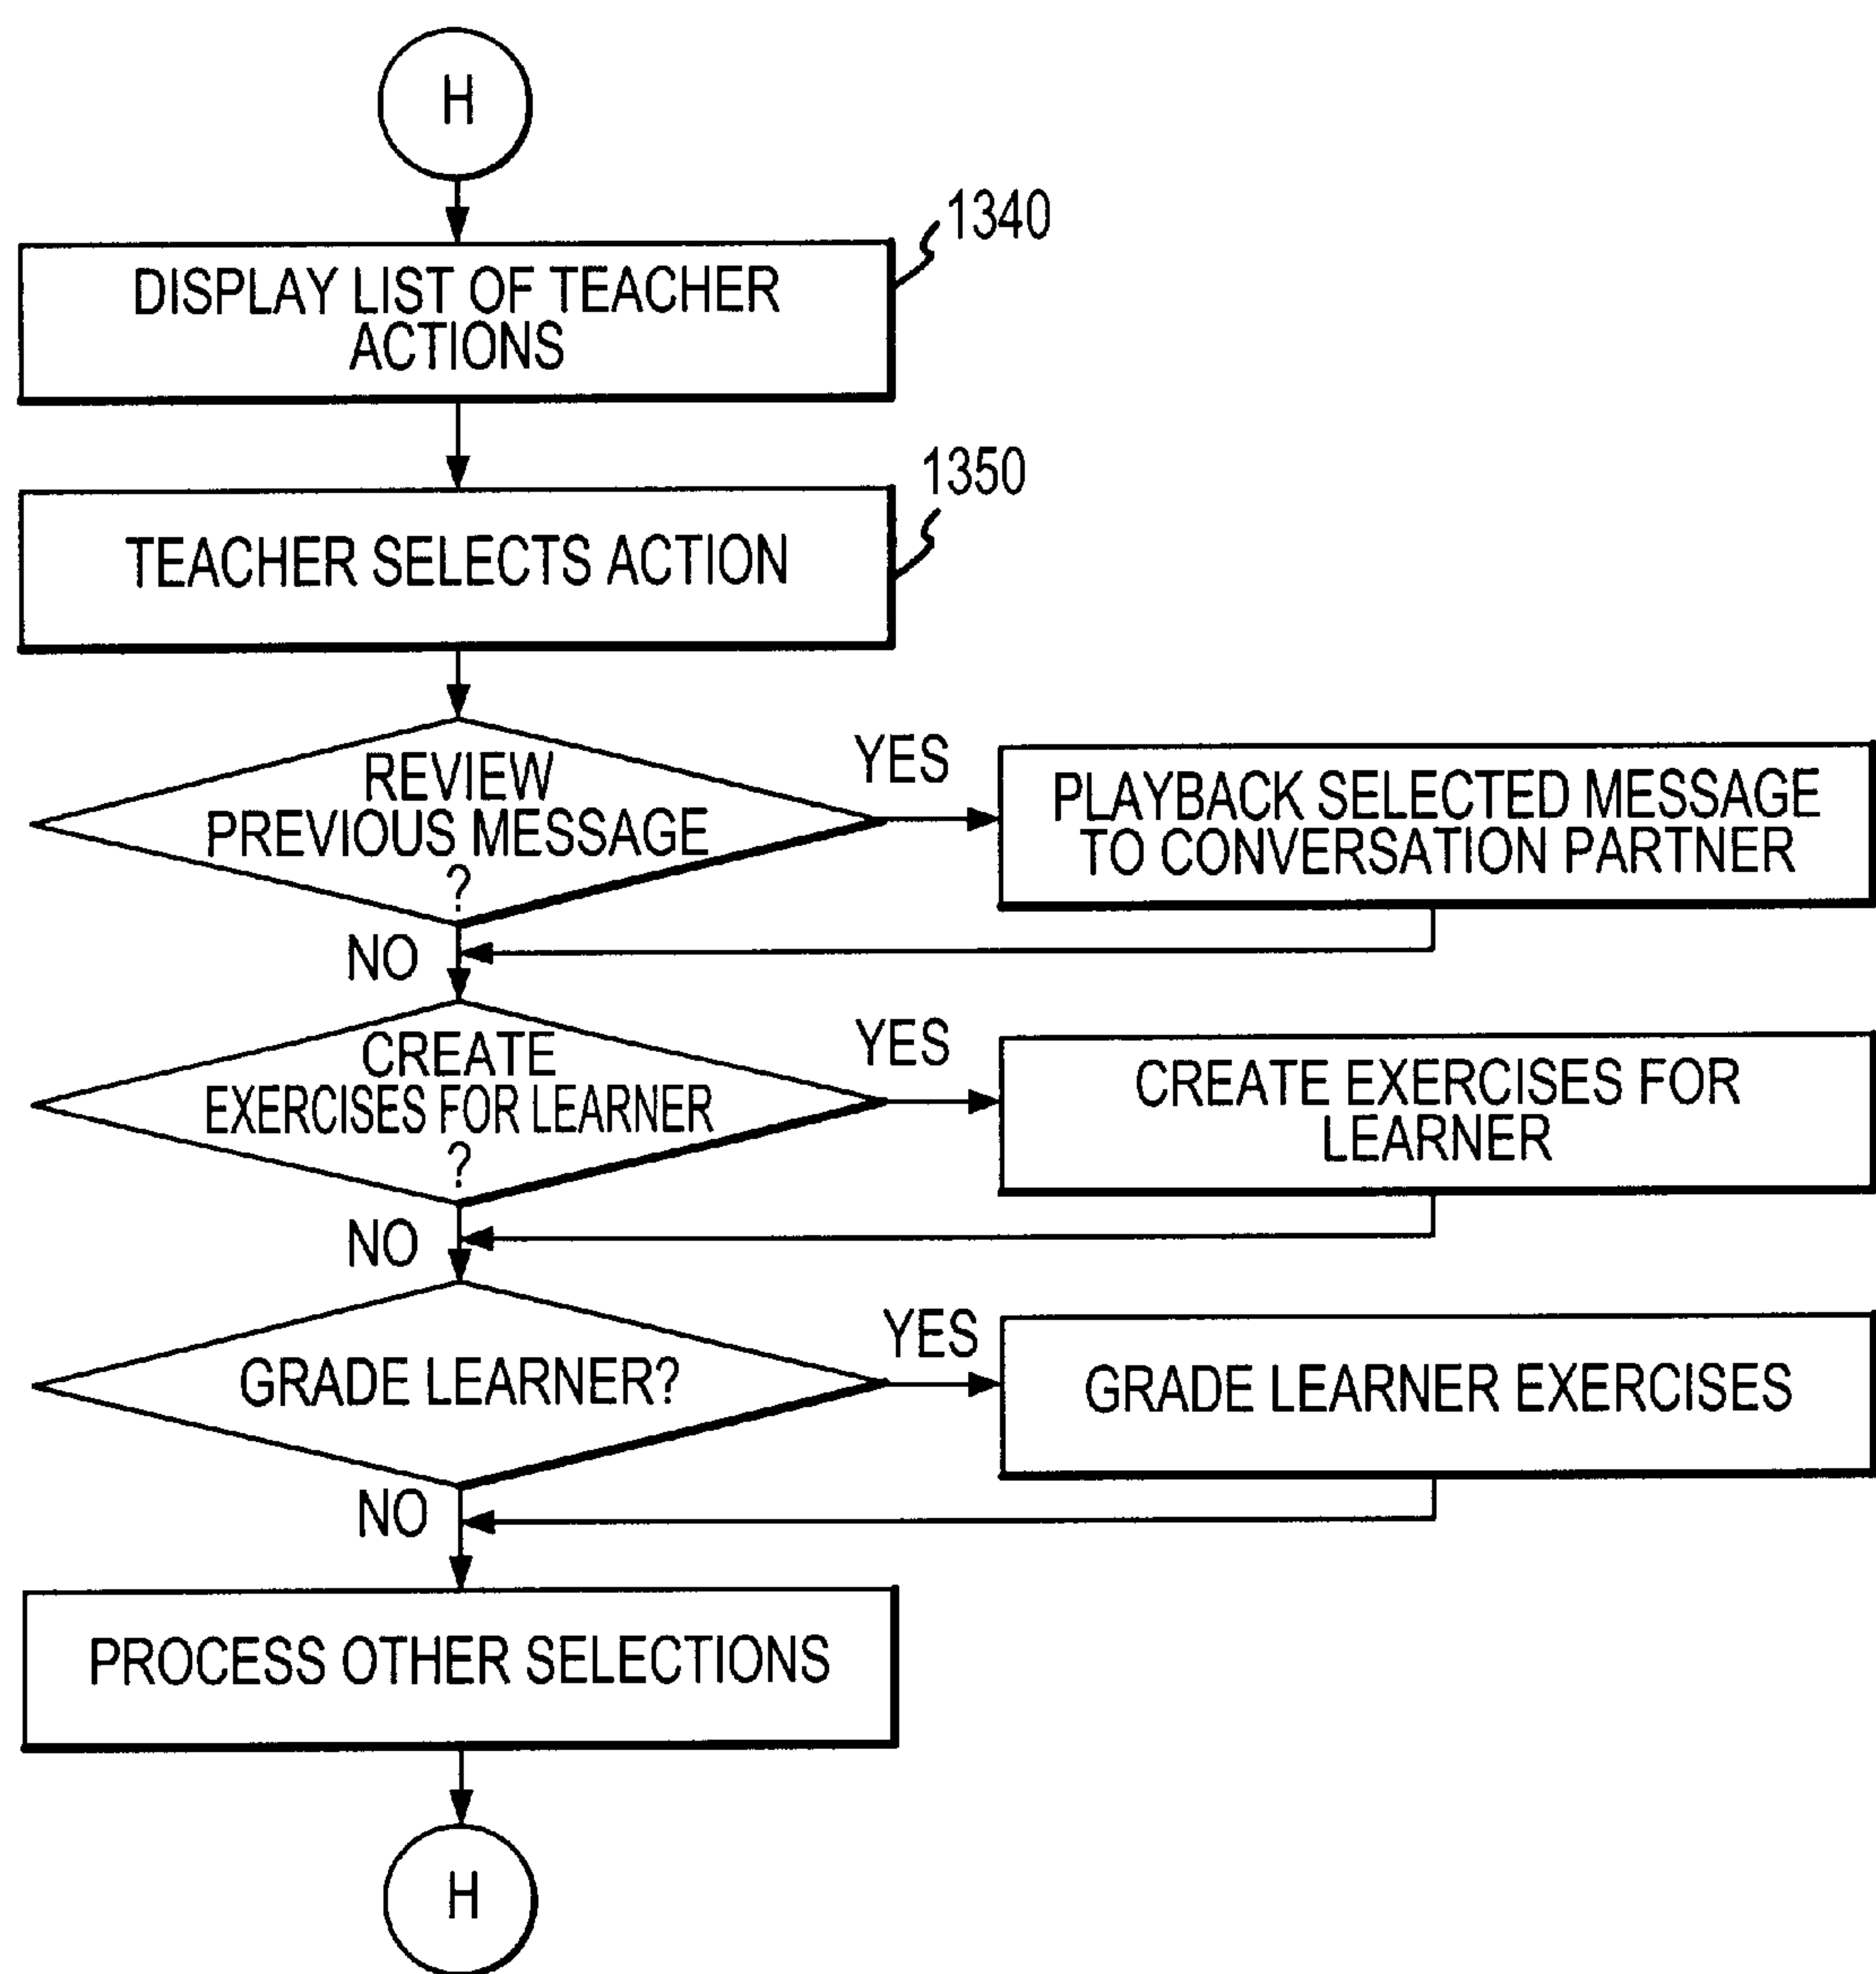 H
1340
DISPLAY LIST OF TEACHER
ACTIONS
1350
TEACHER SELECTS ACTION
REVIEW
PREVIOUS MESSAGE
?
YES
PLAYBACK SELECTED MESSAGE
TO CONVERSATION PARTNER
NO
CREATE
EXERCISES FOR LEARNER
?
YES
CREATE EXERCISES FOR
LEARNER
NO
GRADE LEARNER?
YES
GRADE LEARNER EXERCISES
NO
PROCESS OTHER SELECTIONS
H